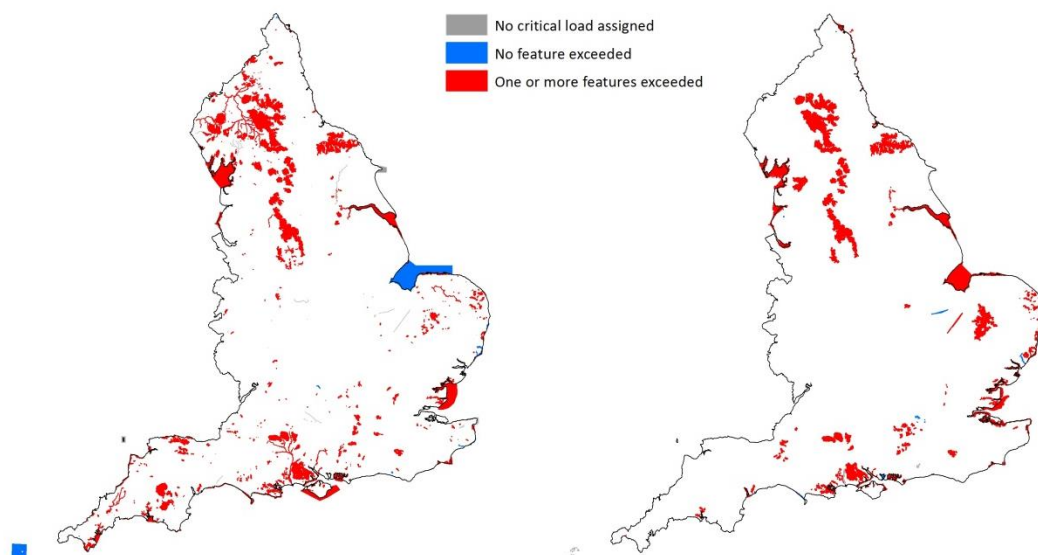 No critical load assigned
No feature exceeded
One or more features exceeded